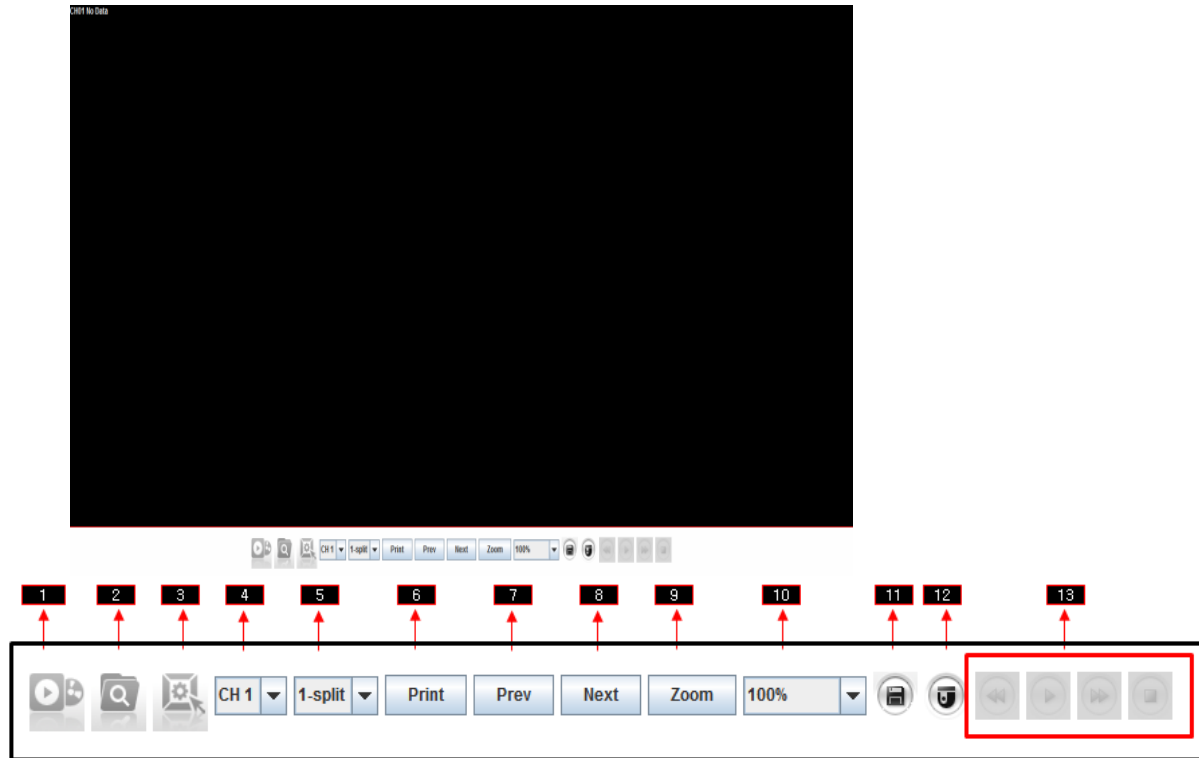 CH01 No Data
CH 1 1-split Print Prev Next Zoom 100%
1 2 3 4 5 6 7 8 9 10 11 12 13
CH 1 1-split Print Prev Next Zoom 100%